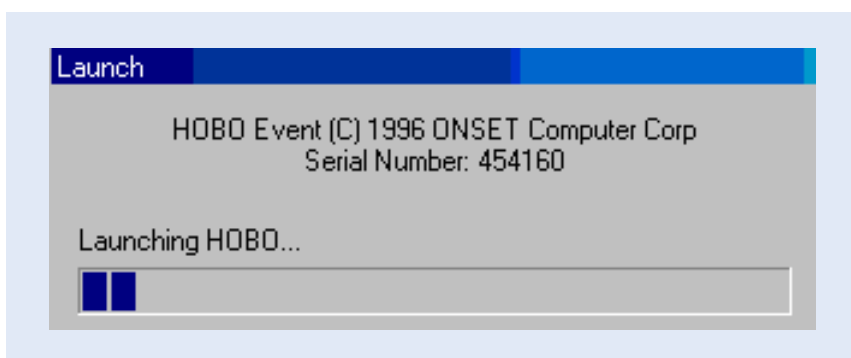 Launch
HOBO Event (C) 1996 ONSET Computer Corp
Serial Number: 454160
Launching HOBO...